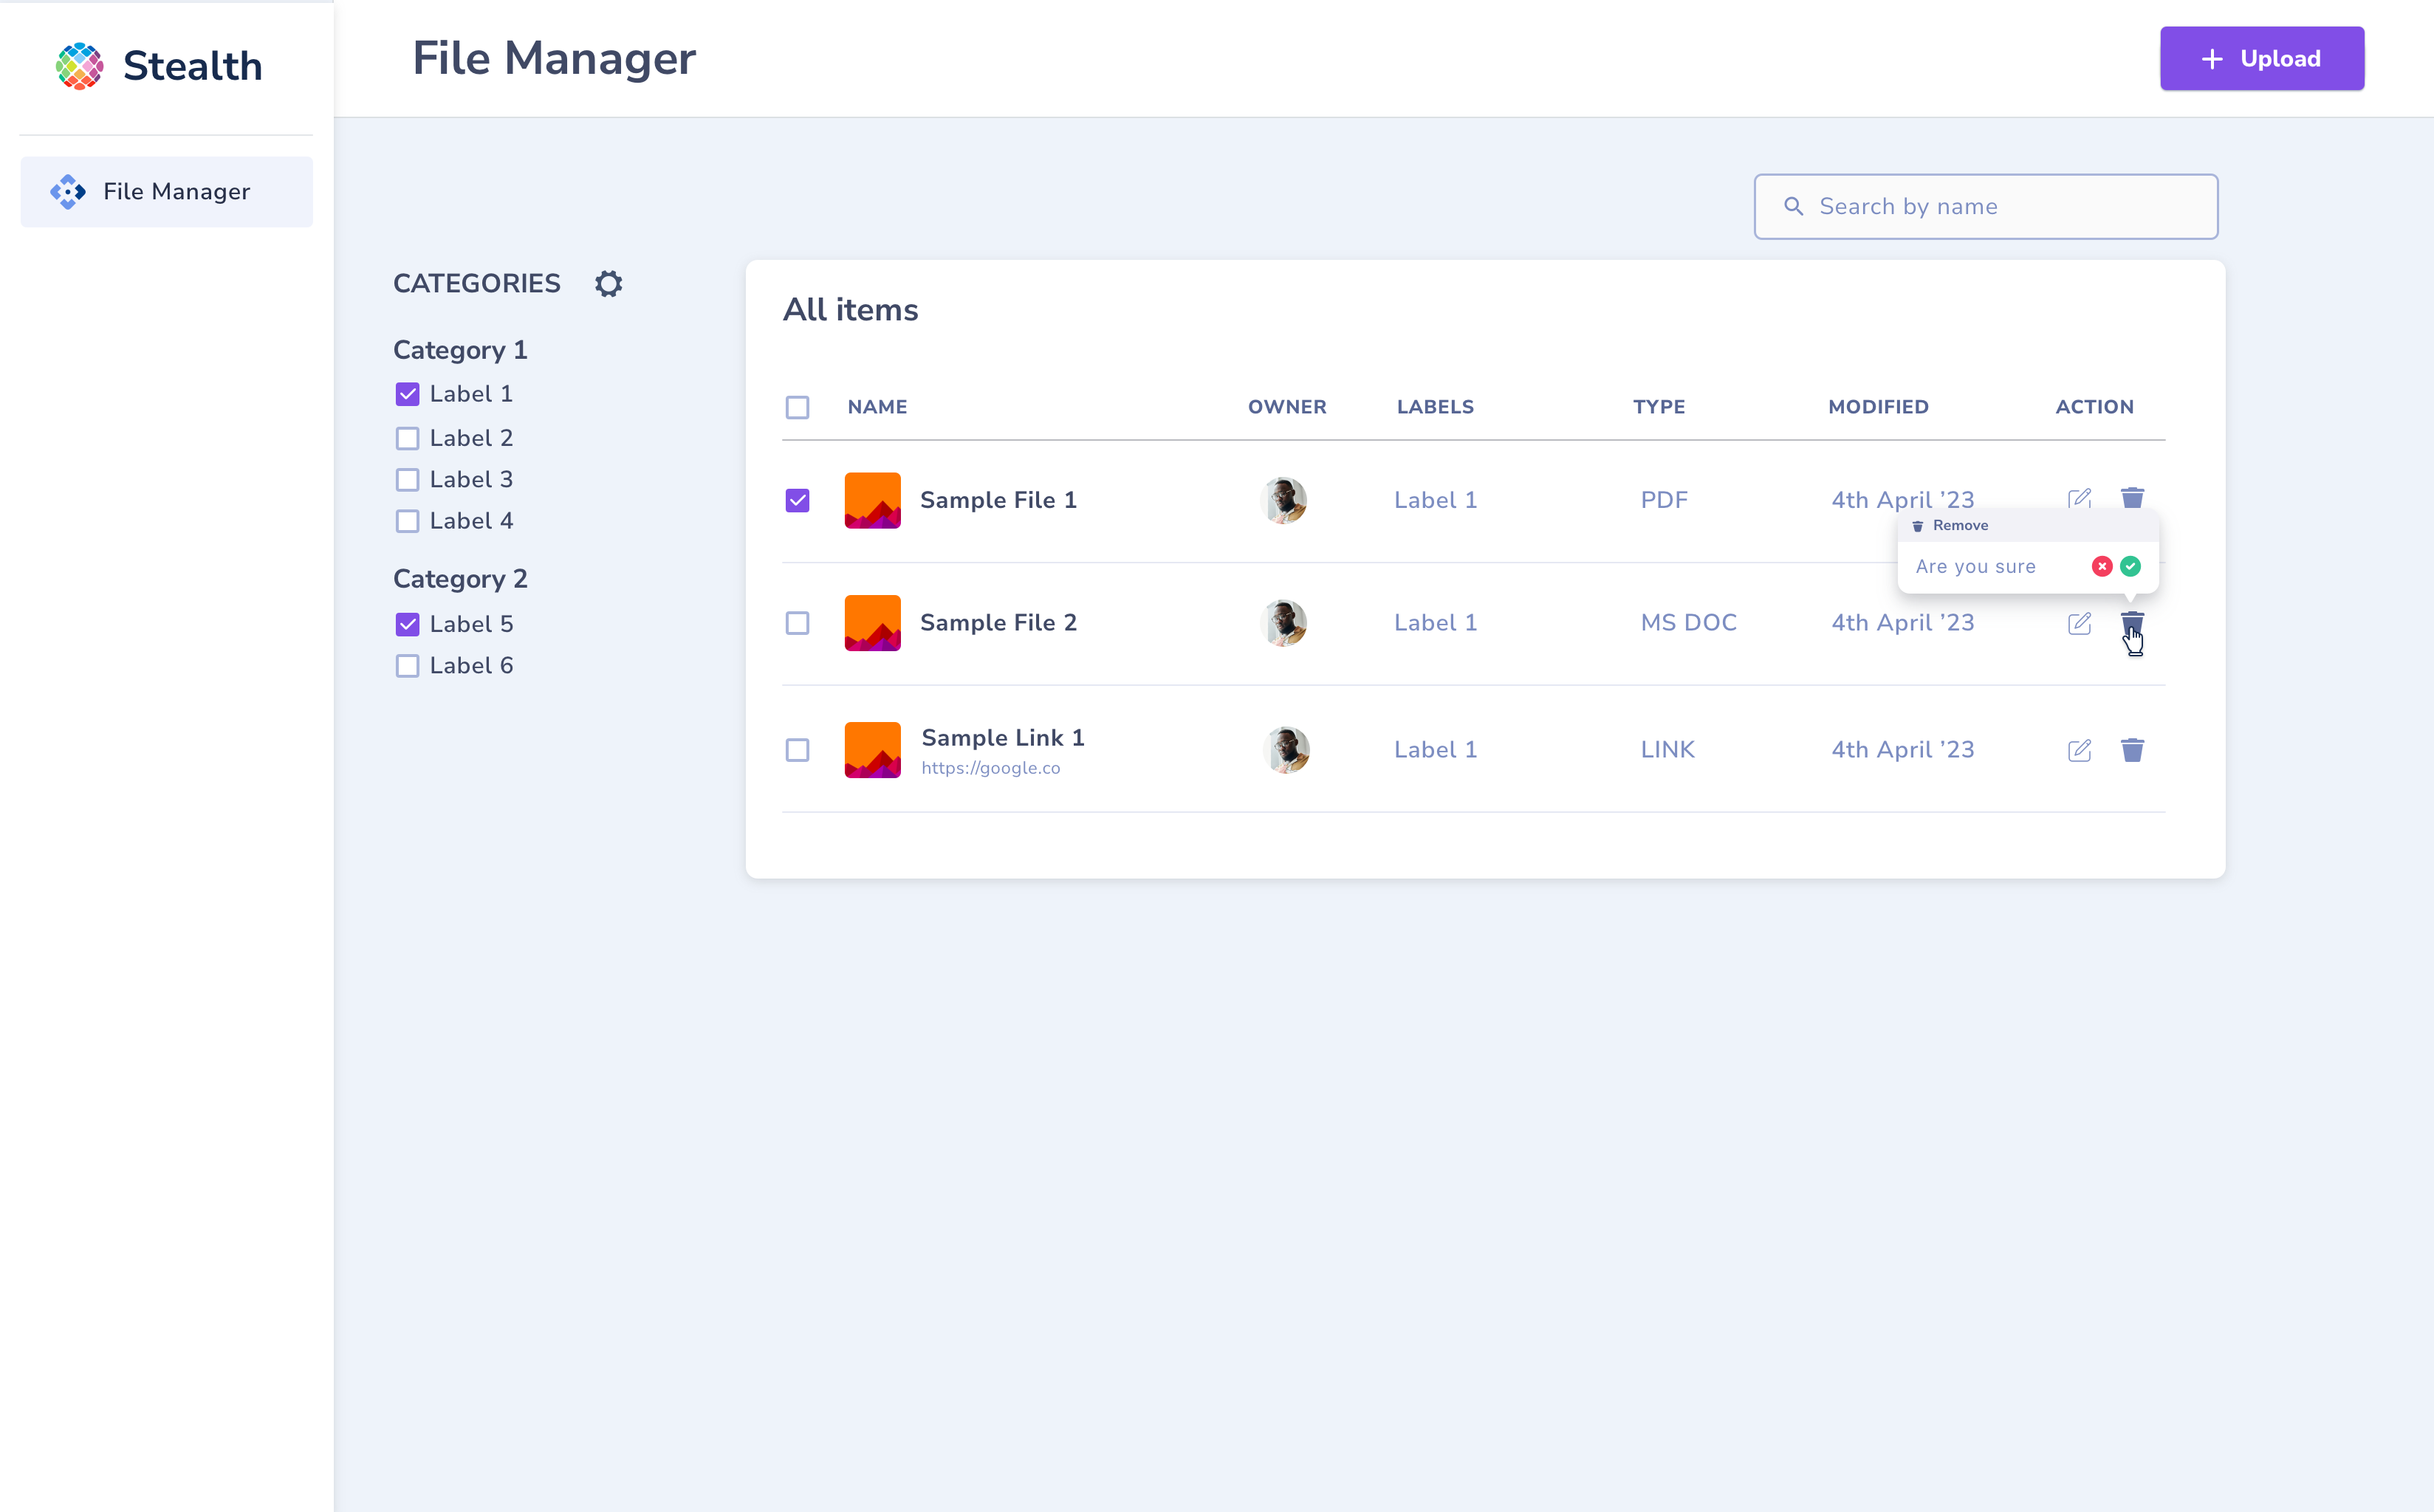 Stealth
File Manager
Upload
File Manager
Search by name
CATEGORIES
All items
Category 1
Label 1
Label 2
Label 3
Label 4
Category 2
Label 5
Label 6
NAME OWNER LABELS TYPE MODIFIED ACTION
Sample File 1 Label 1 PDF 4th April ’23
Remove
Are you sure
Sample File 2 Label 1 MS DOC 4th April ’23
Sample Link 1 Label 1 LINK 4th April ’23
https://google.co